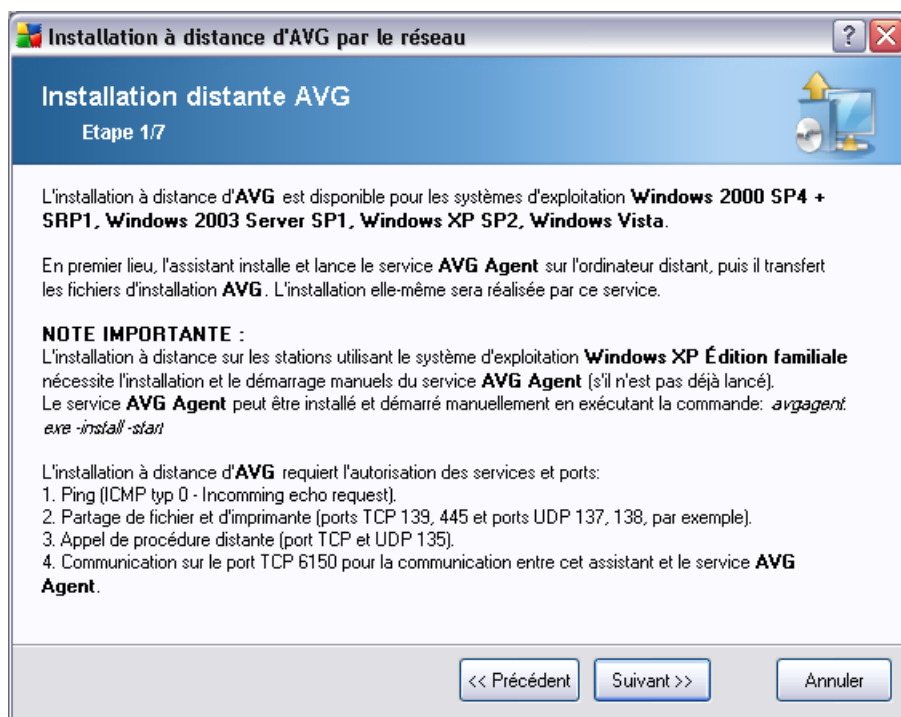 Installation à distance d'AVG par le réseau
Installation distante AVG
Etape 1/7
L'installation à distance d'AVG est disponible pour les systèmes d'exploitation Windows 2000 SP4 +
SRP1, Windows 2003 Server SP1, Windows XP SP2, Windows Vista.
En premier lieu, l'assistant installe et lance le service AVG Agent sur l'ordinateur distant, puis il transfert
les fichiers d'installation AVG. L'installation elle-même sera réalisée par ce service.
NOTE IMPORTANTE :
L'installation à distance sur les stations utilisant le système d'exploitation Windows XP Édition familiale
nécessite l'installation et le démarrage manuels du service AVG Agent (s'il n'est pas déjà lancé).
Le service AVG Agent peut être installé et démarré manuellement en exécutant la commande: avgagent.
exe -install -start
L'installation à distance d'AVG requiert l'autorisation des services et ports:
1. Ping (ICMP typ 0 - Incomming echo request).
2. Partage de fichier et d'imprimante (ports TCP 139, 445 et ports UDP 137, 138, par exemple).
3. Appel de procédure distante (port TCP et UDP 135).
4. Communication sur le port TCP 6150 pour la communication entre cet assistant et le service AVG
Agent.
<< Précédent
Suivant >>
Annuler